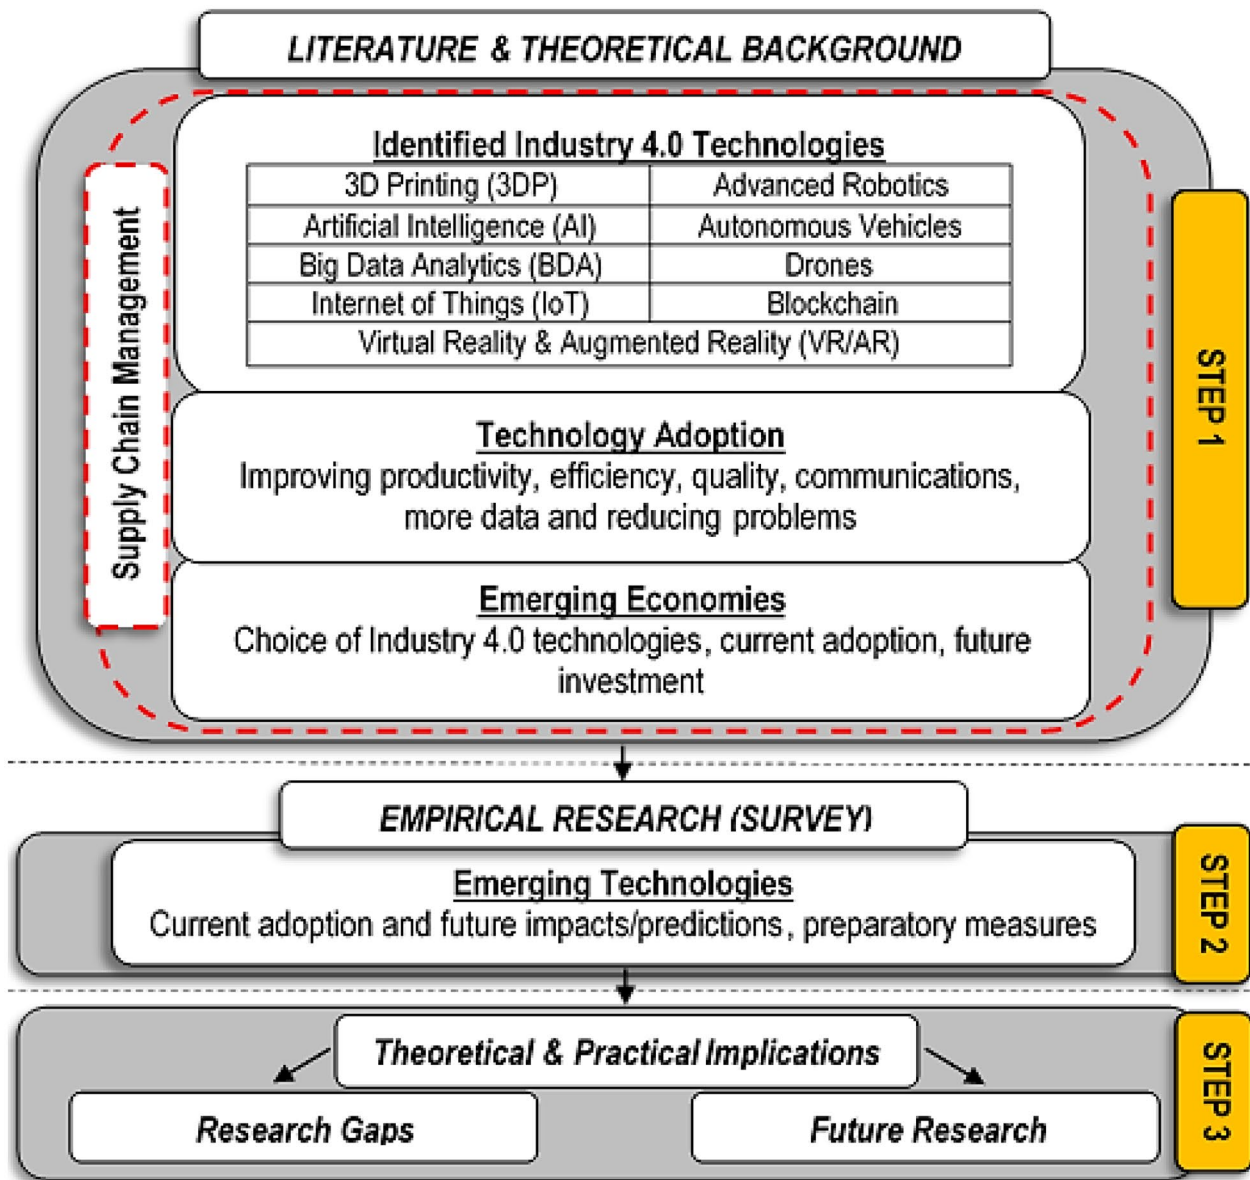 LITERATURE & THEORETICAL BACKGROUND
Identified Industry 4.0 Technologies
3D Printing (3DP)
Advanced Robotics
Artificial Intelligence (AI)
Autonomous Vehicles
Big Data Analytics (BDA)
Drones
Internet of Things (IoT)
Blockchain
Virtual Reality & Augmented Reality (VR/AR)
Supply Chain Management
STEP 1
Technology Adoption
Improving productivity, efficiency, quality, communications,
more data and reducing problems
Emerging Economies
Choice of Industry 4.0 technologies, current adoption, future
investment
EMPIRICAL RESEARCH (SURVEY)
Emerging Technologies
Current adoption and future impacts/predictions, preparatory measures
STEP 2
Theoretical & Practical Implications
Research Gaps
Future Research
STEP 3